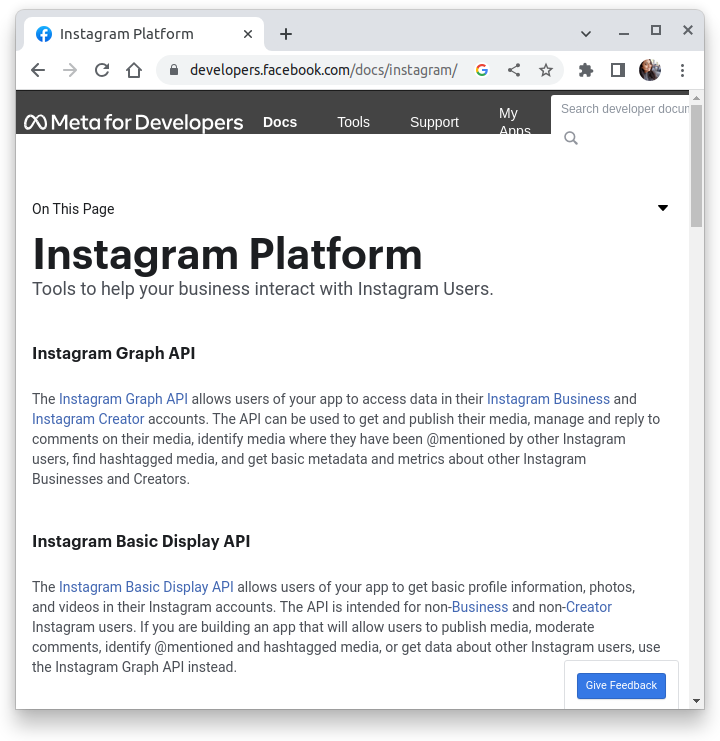 Instagram Platform
developers.facebook.com/docs/instagram/
Meta for Developers Docs Tools Support My Apps
Search developer docum
On This Page
Instagram Platform
Tools to help your business interact with Instagram Users.
Instagram Graph API
The Instagram Graph API allows users of your app to access data in their Instagram Business and
Instagram Creator accounts. The API can be used to get and publish their media, manage and reply to
comments on their media, identify media where they have been @mentioned by other Instagram
users, find hashtagged media, and get basic metadata and metrics about other Instagram
Businesses and Creators.
Instagram Basic Display API
The Instagram Basic Display API allows users of your app to get basic profile information, photos,
and videos in their Instagram accounts. The API is intended for non-Business and non-Creator
Instagram users. If you are building an app that will allow users to publish media, moderate
comments, identify @mentioned and hashtagged media, or get data about other Instagram users, use
the Instagram Graph API instead.
Give Feedback